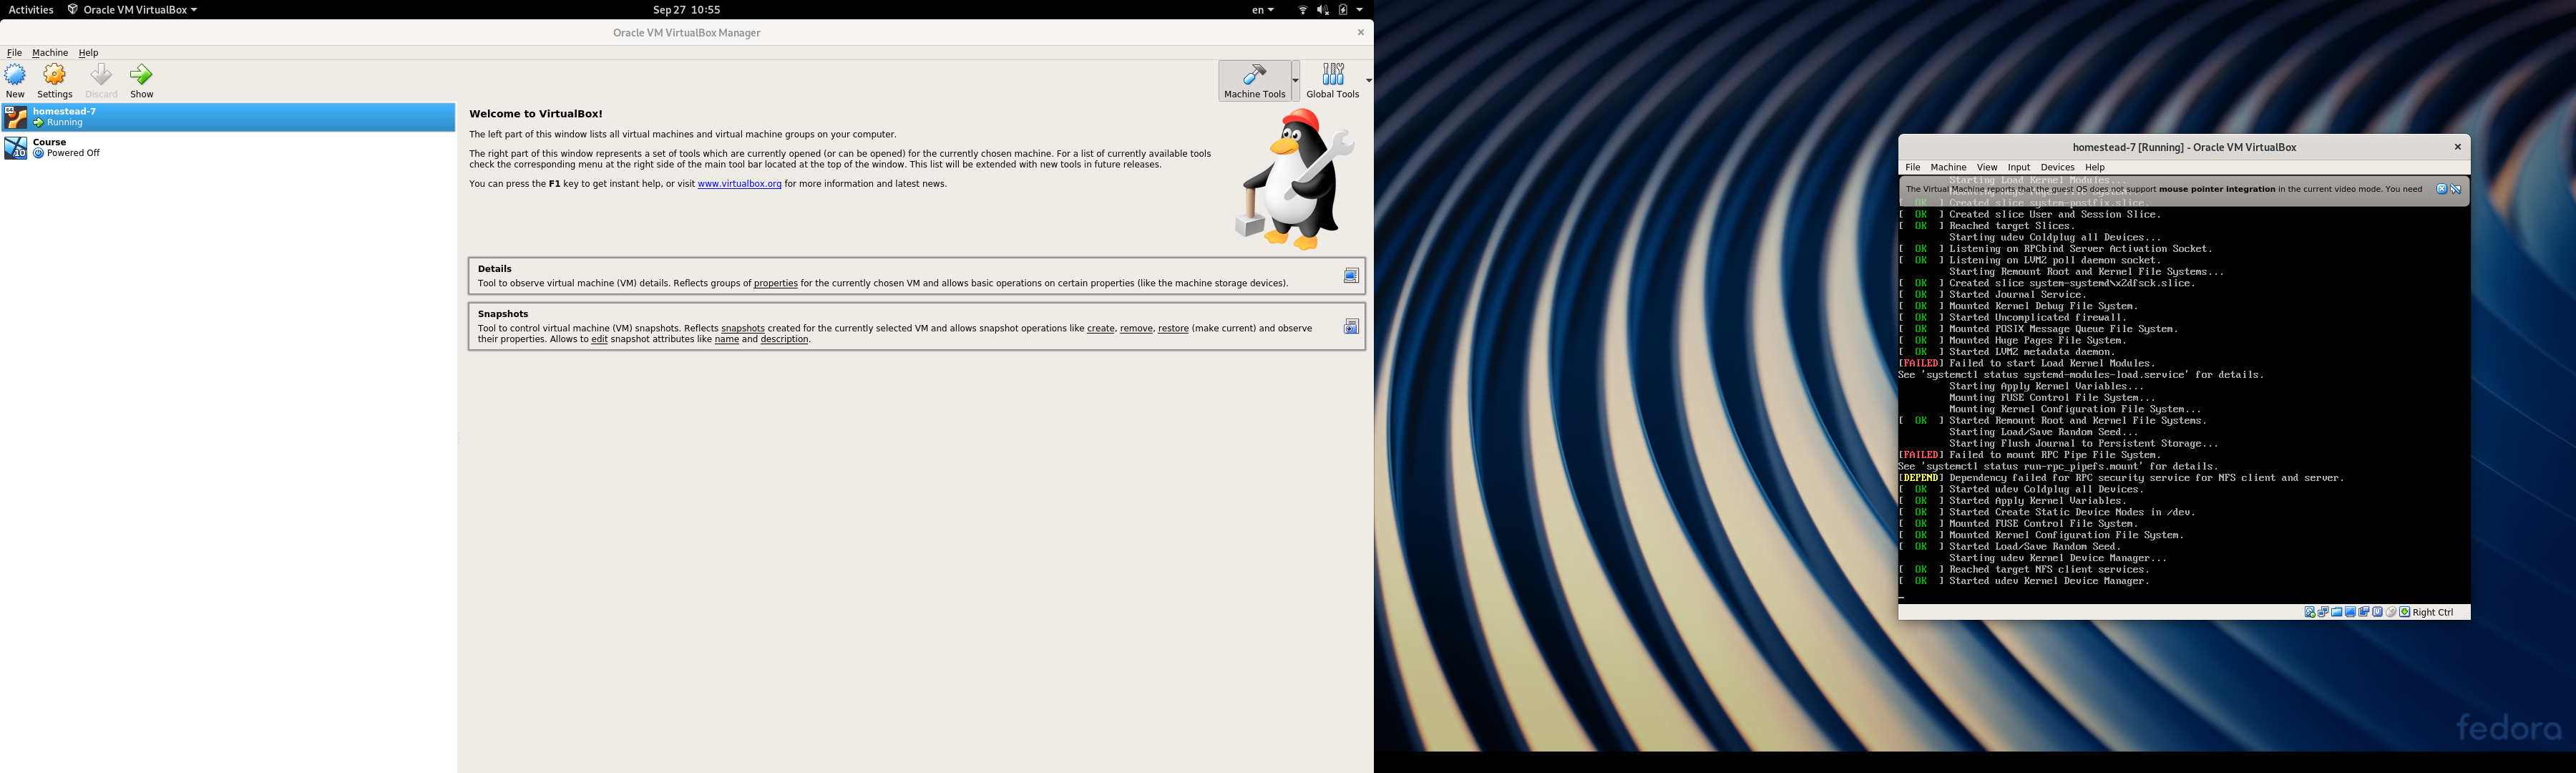 Activities
Oracle VM VirtualBox
Sep 27 10:55
en
Oracle VM VirtualBox Manager
File Machine Help
New Settings Discard Show
Machine Tools Global Tools
homestead-7
Running
Course
Powered Off
64
10
Welcome to VirtualBox!
The left part of this window lists all virtual machines and virtual machine groups on your computer.
The right part of this window represents a set of tools which are currently opened (or can be opened) for the currently chosen machine. For a list of currently available tools
check the corresponding menu at the right side of the main tool bar located at the top of the window. This list will be extended with new tools in future releases.
You can press the F1 key to get instant help, or visit www.virtualbox.org for more information and latest news.
Details
Tool to observe virtual machine (VM) details. Reflects groups of properties for the currently chosen VM and allows basic operations on certain properties (like the machine storage devices).
Snapshots
Tool to control virtual machine (VM) snapshots. Reflects snapshots created for the currently selected VM and allows snapshot operations like create, remove, restore (make current) and observe
their properties. Allows to edit snapshot attributes like name and description.
homestead-7 [Running] - Oracle VM VirtualBox
File Machine View Input Devices Help
Starting Load Kernel Modules...
The Virtual Machine reports that the guest OS does not support mouse pointer integration in the current video mode. You need
[ OK ] Created slice system-postfix.slice.
[ OK ] Created slice User and Session Slice.
[ OK ] Reached target Slices.
Starting udev Coldplug all Devices...
[ OK ] Listening on RPCbind Server Activation Socket.
[ OK ] Listening on LVM2 poll daemon socket.
Starting Remount Root and Kernel File Systems...
[ OK ] Created slice system-systemd\x2dfsck.slice.
[ OK ] Started Journal Service.
[ OK ] Mounted Kernel Debug File System.
[ OK ] Started Uncomplicated firewall.
[ OK ] Mounted POSIX Message Queue File System.
[ OK ] Mounted Huge Pages File System.
[ OK ] Started LVM2 metadata daemon.
[FAILED] Failed to start Load Kernel Modules.
See 'systemctl status systemd-modules-load.service' for details.
Starting Apply Kernel Variables...
Mounting FUSE Control File System...
Mounting Kernel Configuration File System...
[ OK ] Started Remount Root and Kernel File Systems.
Starting Load/Save Random Seed...
Starting Flush Journal to Persistent Storage...
[FAILED] Failed to mount RPC Pipe File System.
See 'systemctl status run-rpc_pipefs.mount' for details.
[DEPEND] Dependency failed for RPC security service for NFS client and server.
[ OK ] Started udev Coldplug all Devices.
[ OK ] Started Apply Kernel Variables.
[ OK ] Started Create Static Device Nodes in /dev.
[ OK ] Mounted FUSE Control File System.
[ OK ] Mounted Kernel Configuration File System.
[ OK ] Started Load/Save Random Seed.
Starting udev Kernel Device Manager...
[ OK ] Reached target NFS client services.
[ OK ] Started udev Kernel Device Manager.
Right Ctrl
fedora